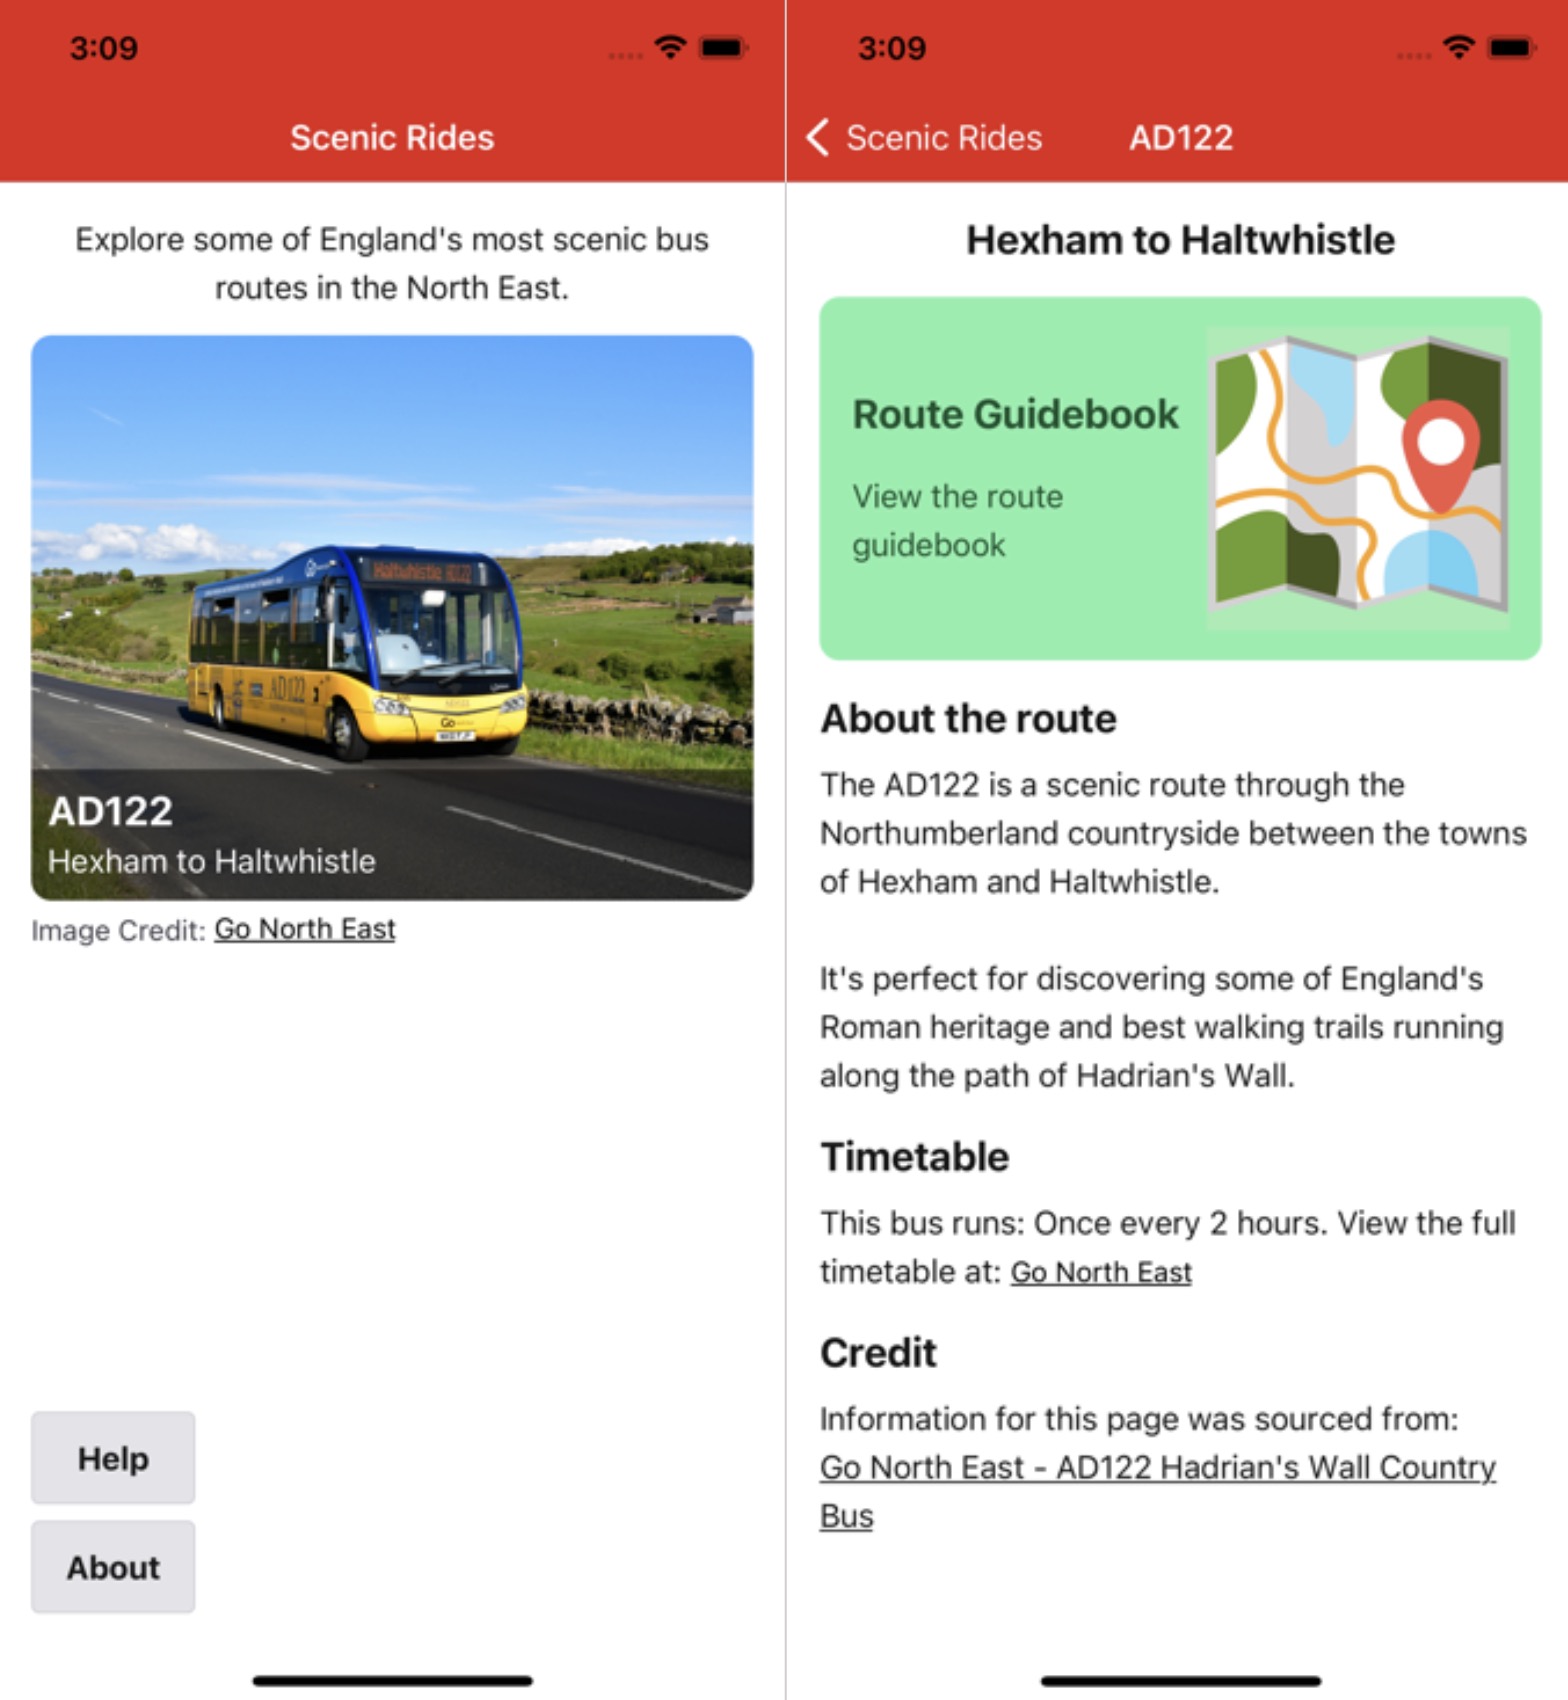 3:09
Scenic Rides
Explore some of England's most scenic bus
routes in the North East.
Haltwhistle AD122
AD122
Go
AD122
Hexham to Haltwhistle
Image Credit: Go North East
Help
About
3:09
Scenic Rides
AD122
Hexham to Haltwhistle
Route Guidebook
View the route
guidebook
About the route
The AD122 is a scenic route through the
Northumberland countryside between the towns
of Hexham and Haltwhistle.
It's perfect for discovering some of England's
Roman heritage and best walking trails running
along the path of Hadrian's Wall.
Timetable
This bus runs: Once every 2 hours. View the full
timetable at: Go North East
Credit
Information for this page was sourced from:
Go North East - AD122 Hadrian's Wall Country
Bus